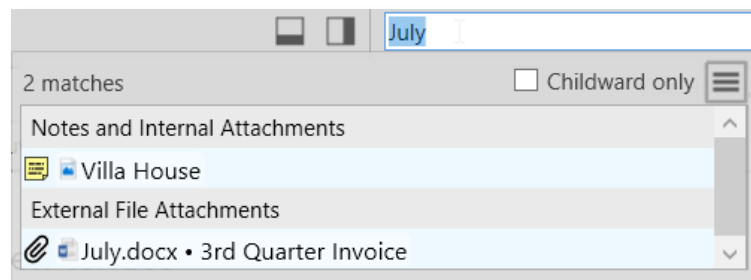 July
2 matches
Childward only
Notes and Internal Attachments
Villa House
External File Attachments
July.docx • 3rd Quarter Invoice